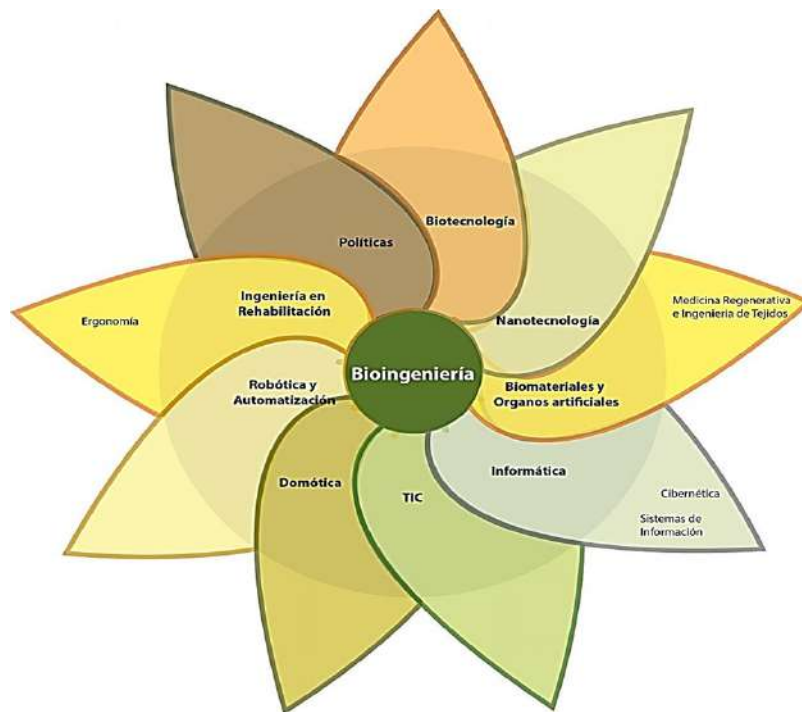 Biotecnología
Políticas
Nanotecnología
Medicina Regenerativa
e Ingenieria de Tejidos
Biomateriales y
Organos artificiales
Informática
Cibernética
Sistemas de
Información
TIC
Domótica
Robótica y
Automatización
Ingeniería en
Rehabilitación
Ergonomía
Bioingeniería